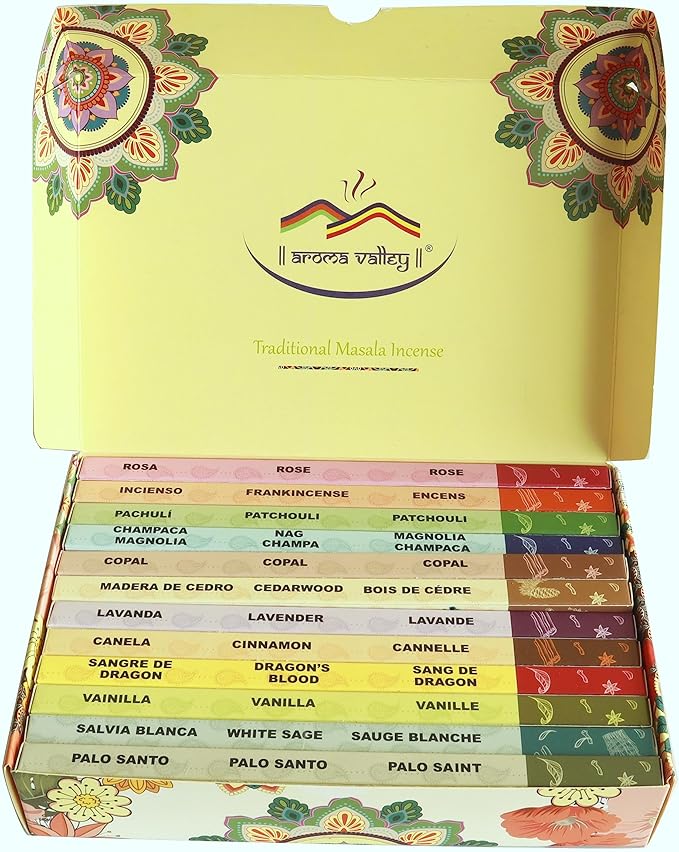 || aroma valley || ®
Traditional Masala Incense
ROSA ROSE ROSE
INCIENSO FRANKINCENSE ENCENS
PACHULÍ PATCHOULI PATCHOULI
CHAMPACA MAGNOLIA NAG CHAMPA MAGNOLIA CHAMPACA
COPAL COPAL COPAL
MADERA DE CEDRO CEDARWOOD BOIS DE CÉDRE
LAVANDA LAVENDER LAVANDE
CANELA CINNAMON CANNELLE
SANGRE DE DRAGON DRAGON'S BLOOD SANG DE DRAGON
VAINILLA VANILLA VANILLE
SALVIA BLANCA WHITE SAGE SAUGE BLANCHE
PALO SANTO PALO SANTO PALO SAINT